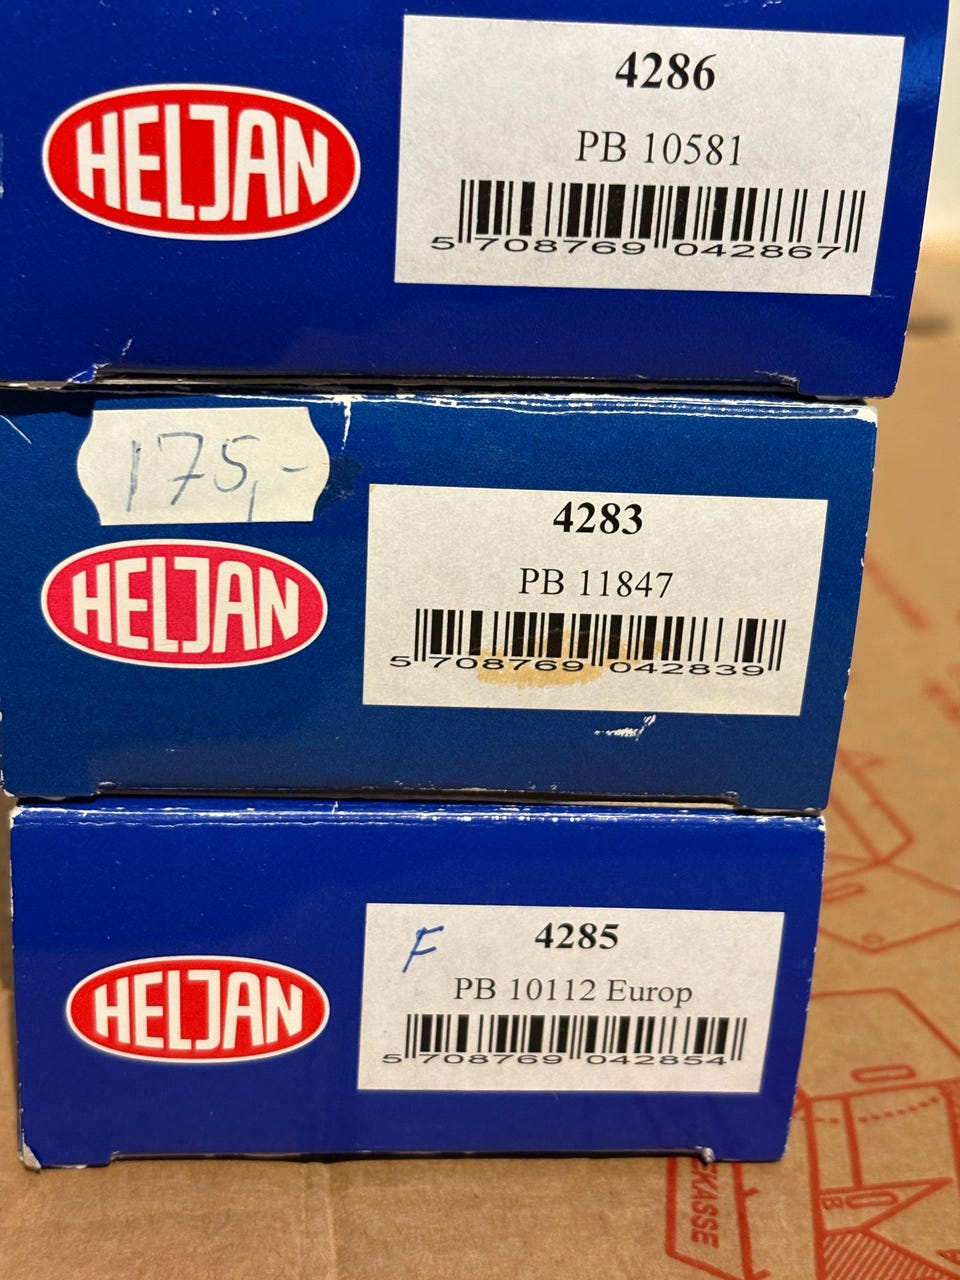 HELJAN
4286
PB 10581
5 708769 042867
175,-
HELJAN
4283
PB 11847
5 708769 042839
F
4285
PB 10112 Europ
HELJAN
5 708769 042854
EKASSE
B